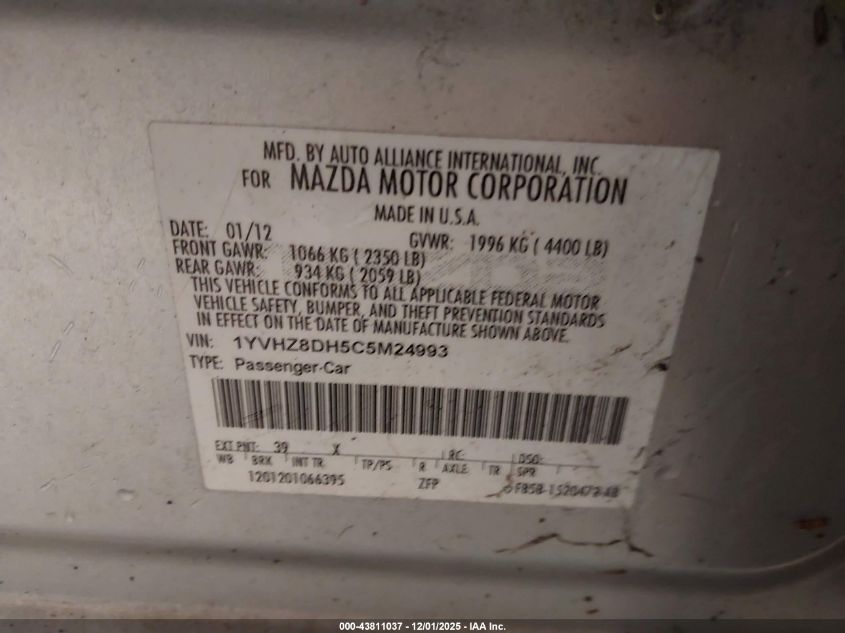 MFD. BY AUTO ALLIANCE INTERNATIONAL, INC.
FOR MAZDA MOTOR CORPORATION
MADE IN U.S.A.
DATE: 01/12 GVWR: 1996 KG ( 4400 LB)
FRONT GAWR: 1066 KG ( 2350 LB)
REAR GAWR: 934 KG ( 2059 LB)
THIS VEHICLE CONFORMS TO ALL APPLICABLE FEDERAL MOTOR
VEHICLE SAFETY, BUMPER, AND THEFT PREVENTION STANDARDS
IN EFFECT ON THE DATE OF MANUFACTURE SHOWN ABOVE.
VIN: 1YVHZ8DH5C5M24993
TYPE: Passenger-Car
EXT.PNT: 39 X RC: DSO:
WB BRK INT TR TP/PS R AXLE TR SPR
1201201066395 ZFP
000-43811037 - 12/01/2025 - IAA Inc.